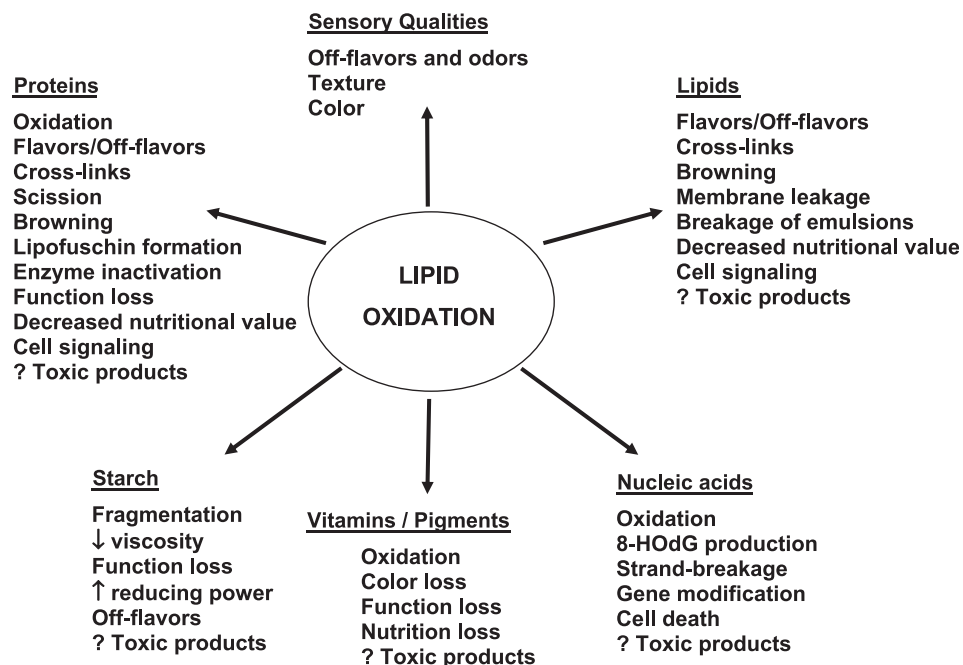 Sensory Qualities
Off-flavors and odors
Texture
Color
Proteins
Oxidation
Flavors/Off-flavors
Cross-links
Scission
Browning
Lipofuschin formation
Enzyme inactivation
Function loss
Decreased nutritional value
Cell signaling
? Toxic products
Lipids
Flavors/Off-flavors
Cross-links
Browning
Membrane leakage
Breakage of emulsions
Decreased nutritional value
Cell signaling
? Toxic products
LIPID
OXIDATION
Starch
Fragmentation
↓ viscosity
Function loss
↑ reducing power
Off-flavors
? Toxic products
Vitamins / Pigments
Oxidation
Color loss
Function loss
Nutrition loss
? Toxic products
Nucleic acids
Oxidation
8-HOdG production
Strand-breakage
Gene modification
Cell death
? Toxic products